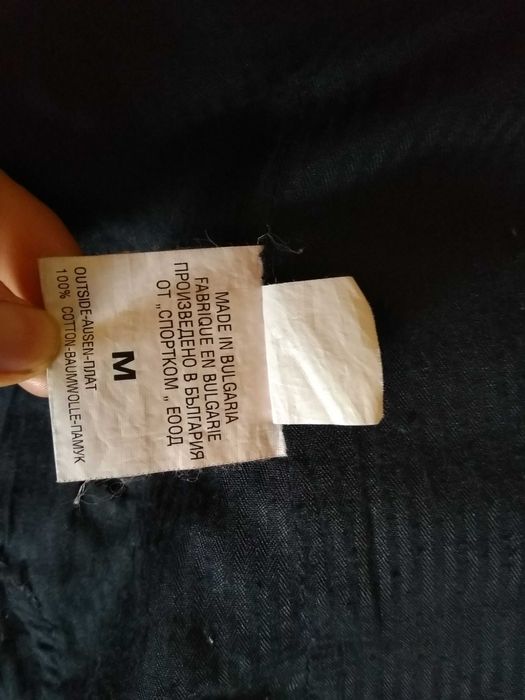 MADE IN BULGARIA
FABRIQUE EN BULGARIE
ПРОИЗВЕДЕНО В БЪЛГАРИЯ
ОТ „СПОРТКОМ„ ЕООД
M
OUTSIDE-AUSEN-ПЛАТ
100% COTTON-BAUMWOLLE-ПАМУК